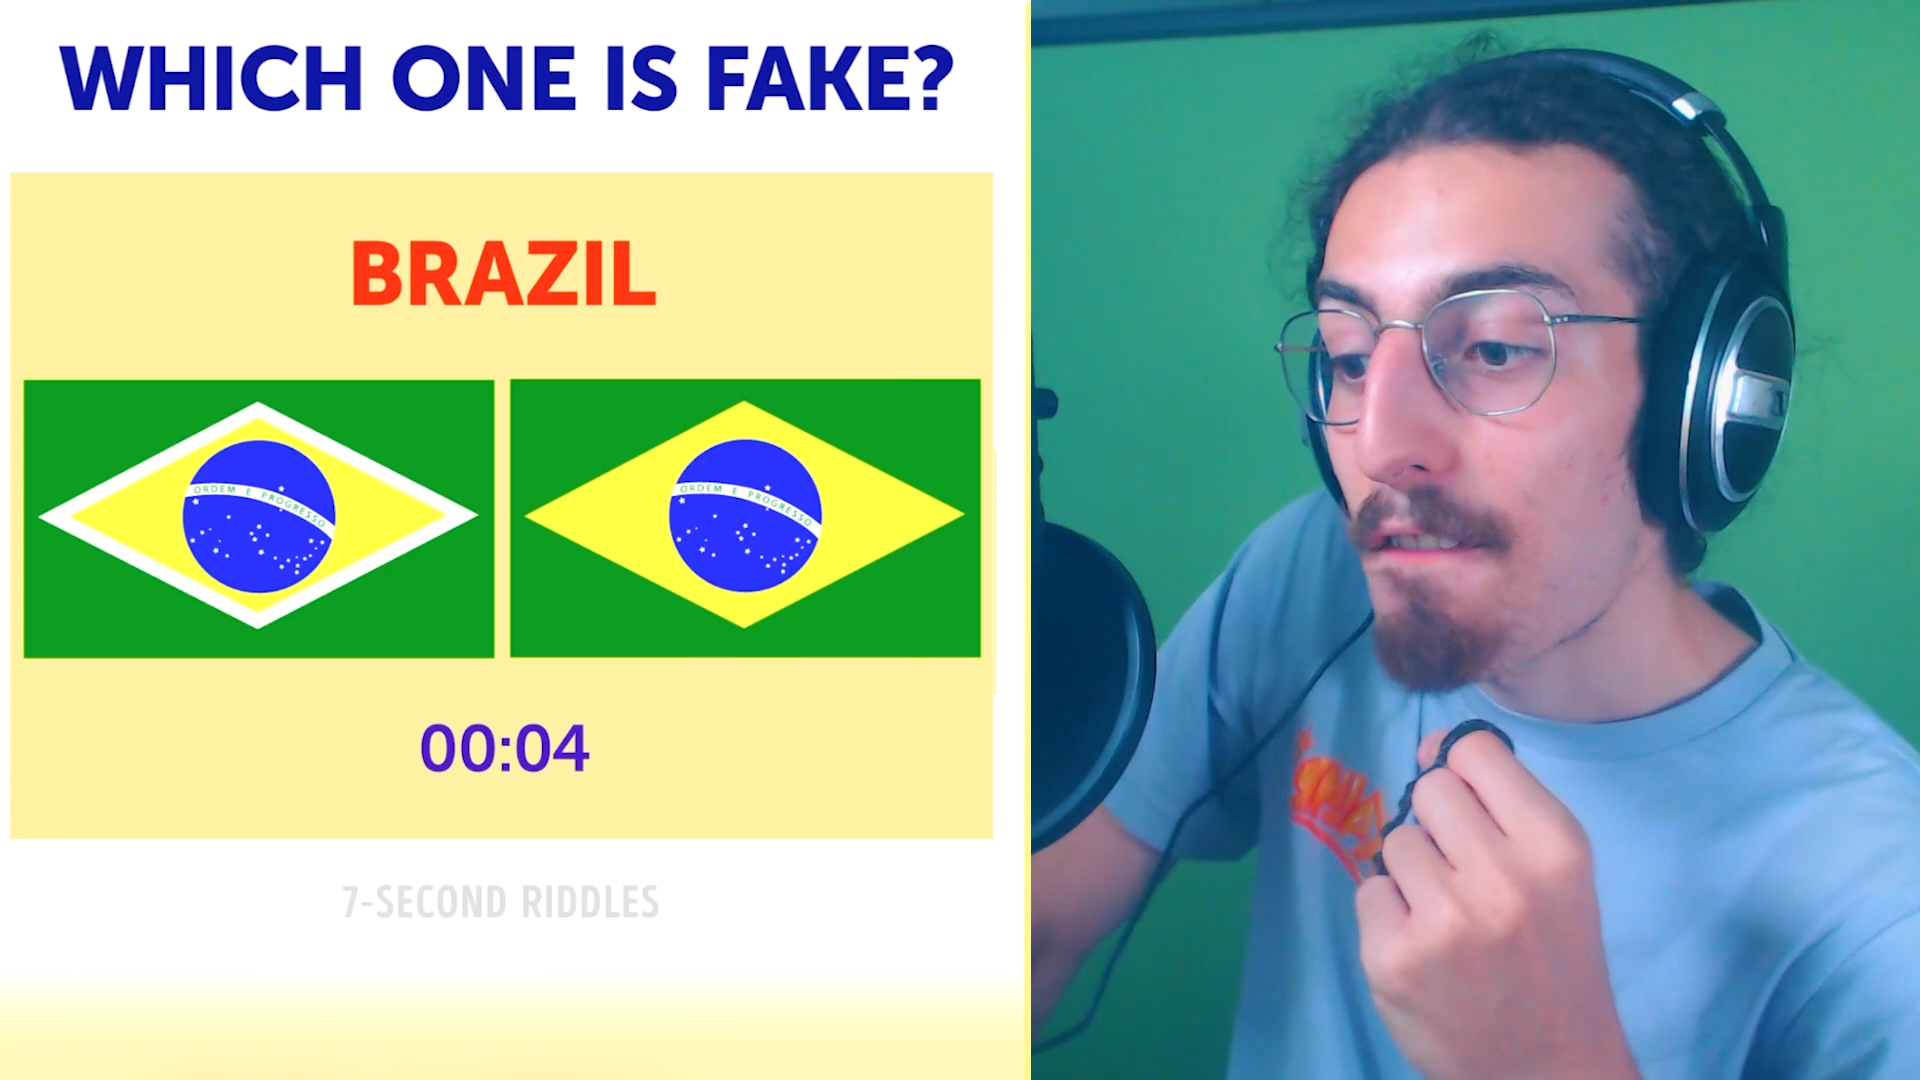 WHICH ONE IS FAKE?
BRAZIL
ORDEM E PROGRESSO
ORDEM E PROGRESSO
00:04
7-SECOND RIDDLES